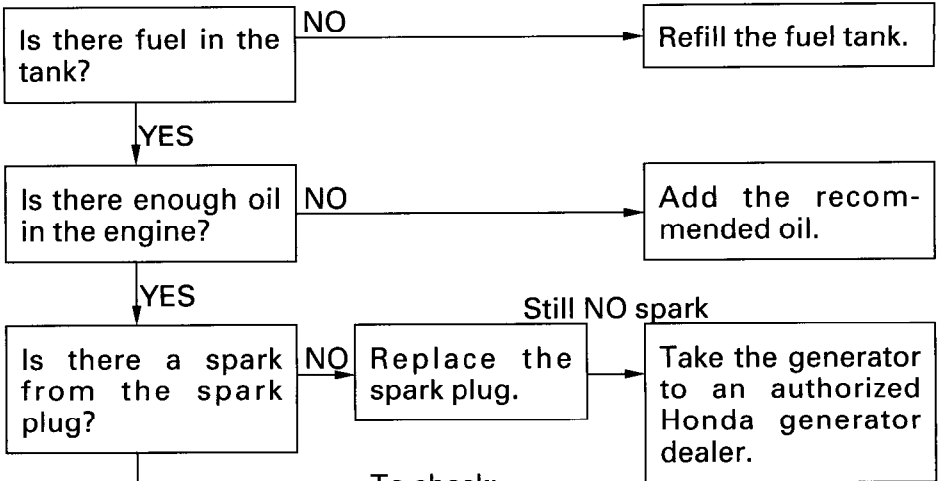 Is there fuel in the
tank?
NO
Refill the fuel tank.
YES
Is there enough oil
in the engine?
NO
Add the recom-
mended oil.
YES
Is there a spark
from the spark
plug?
NO
Replace the
spark plug.
Still NO spark
Take the generator
to an authorized
Honda generator
dealer.
To check: